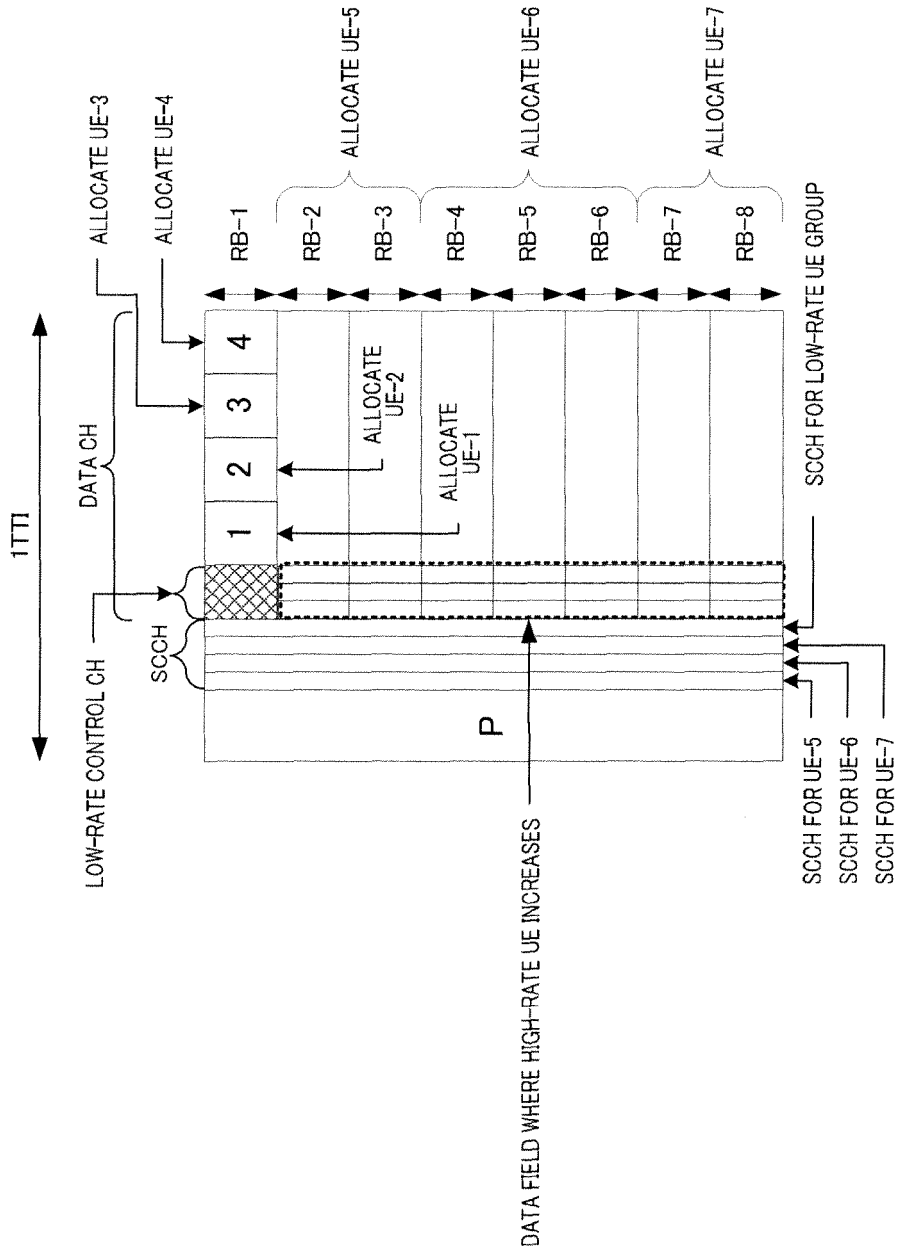 1TTI
DATA CH
LOW-RATE CONTROL CH
SCCH
ALLOCATE UE-3
ALLOCATE UE-4
P
1
2
3
4
RB-1
RB-2
RB-3
RB-4
RB-5
RB-6
RB-7
RB-8
ALLOCATE UE-5
ALLOCATE UE-6
ALLOCATE UE-7
ALLOCATE
UE-2
ALLOCATE
UE-1
DATA FIELD WHERE HIGH-RATE UE INCREASES
SCCH FOR UE-5
SCCH FOR UE-6
SCCH FOR UE-7
SCCH FOR LOW-RATE UE GROUP